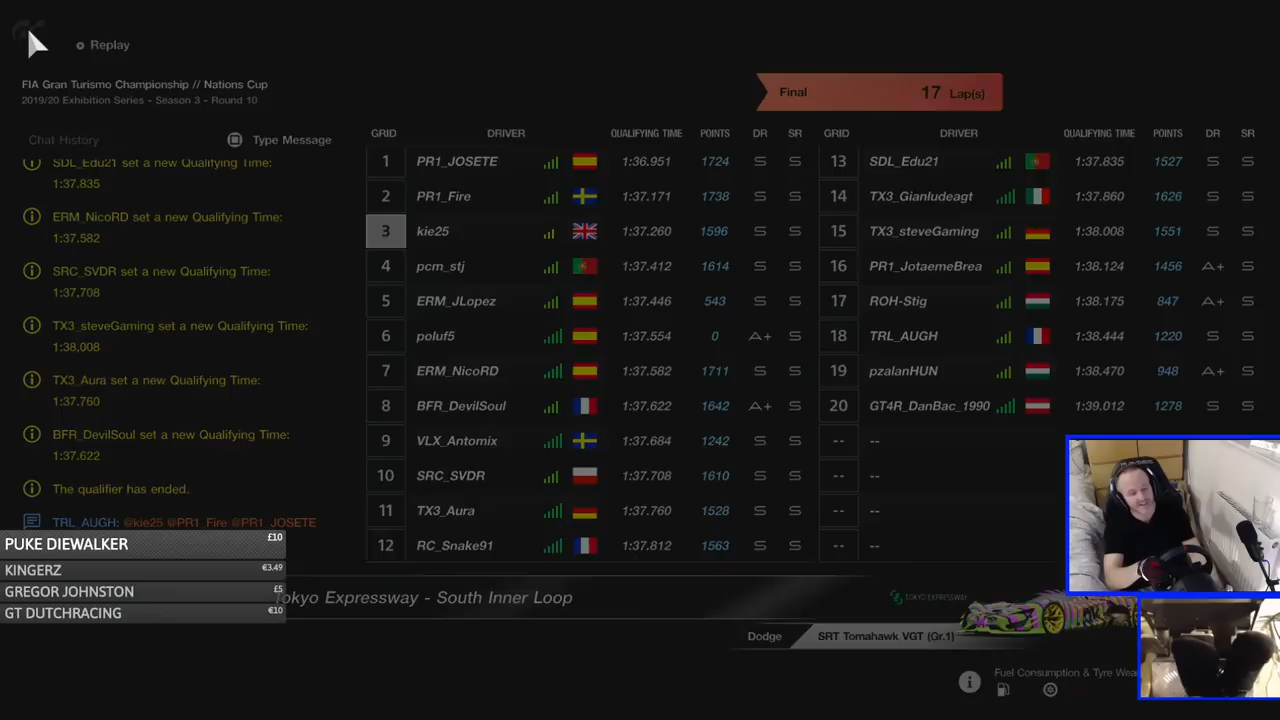 Replay
FIA Gran Turismo Championship // Nations Cup
2019/20 Exhibition Series - Season 3 - Round 10
Final 17 Lap(s)
Chat History Type Message
SDL_Edu21 set a new Qualifying Time:
1:37.835
ERM_NicoRD set a new Qualifying Time:
1:37.582
SRC_SVDR set a new Qualifying Time:
1:37,708
TX3_steveGaming set a new Qualifying Time:
1:38,008
TX3_Aura set a new Qualifying Time:
1:37.760
BFR_DevilSoul set a new Qualifying Time:
1:37.622
The qualifier has ended.
TRL_AUGH: @kie25 @PR1_Fire @PR1_JOSETE
GRID DRIVER QUALIFYING TIME POINTS DR SR
1 PR1_JOSETE 1:36.951 1724 S S
2 PR1_Fire 1:37.171 1738 S S
3 kie25 1:37.260 1596 S S
4 pcm_stj 1:37.412 1614 S S
5 ERM_JLopez 1:37.446 543 S S
6 poluf5 1:37.554 0 A+ S
7 ERM_NicoRD 1:37.582 1711 S S
8 BFR_DevilSoul 1:37.622 1642 A+ S
9 VLX_Antomix 1:37.684 1242 S S
10 SRC_SVDR 1:37.708 1610 S S
11 TX3_Aura 1:37.760 1528 S S
12 RC_Snake91 1:37.812 1563 S S
GRID DRIVER QUALIFYING TIME POINTS DR SR
13 SDL_Edu21 1:37.835 1527 S S
14 TX3_Gianludeagt 1:37.860 1626 S S
15 TX3_steveGaming 1:38.008 1551 S S
16 PR1_JotaemeBrea 1:38.124 1456 A+ S
17 ROH-Stig 1:38.175 847 A+ S
18 TRL_AUGH 1:38.444 1220 S S
19 pzalanHUN 1:38.470 948 A+ S
20 GT4R_DanBac_1990 1:39.012 1278 S S
-- --
-- --
-- --
-- --
PUKE DIEWALKER £10
KINGERZ €3.49
GREGOR JOHNSTON £5
GT DUTCHRACING €10
okyo Expressway - South Inner Loop
TOKYO EXPRESSWAY
Dodge SRT Tomahawk VGT (Gr.1)
Fuel Consumption & Tyre Wea